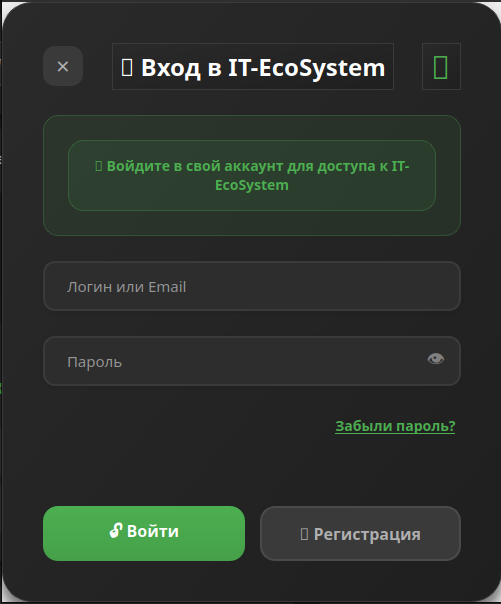 Вход в IT-EcoSystem
Войдите в свой аккаунт для доступа к IT-
EcoSystem
Логин или Email
Пароль
Забыли пароль?
Войти
Регистрация